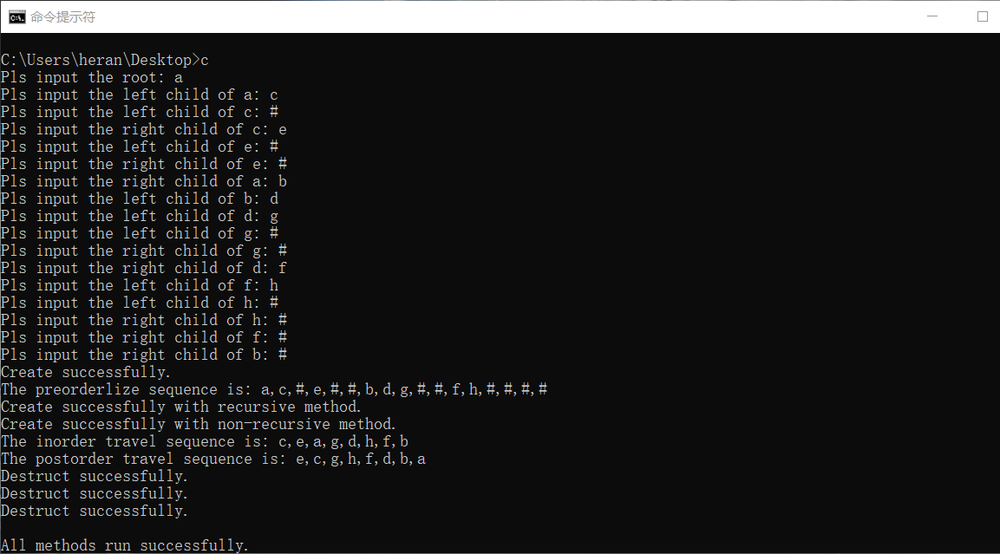 命令提示符
C:\Users\heran\Desktop>c
Pls input the root: a
Pls input the left child of a: c
Pls input the left child of c: #
Pls input the right child of c: e
Pls input the left child of e: #
Pls input the right child of e: #
Pls input the right child of a: b
Pls input the left child of b: d
Pls input the left child of d: g
Pls input the left child of g: #
Pls input the right child of g: #
Pls input the right child of d: f
Pls input the left child of f: h
Pls input the left child of h: #
Pls input the right child of h: #
Pls input the right child of f: #
Pls input the right child of b: #
Create successfully.
The preorderlize sequence is: a,c,#,e,#,#,b,d,g,#,#,f,h,#,#,#,#
Create successfully with recursive method.
Create successfully with non-recursive method.
The inorder travel sequence is: c,e,a,g,d,h,f,b
The postorder travel sequence is: e,c,g,h,f,d,b,a
Destruct successfully.
Destruct successfully.
Destruct successfully.
All methods run successfully.